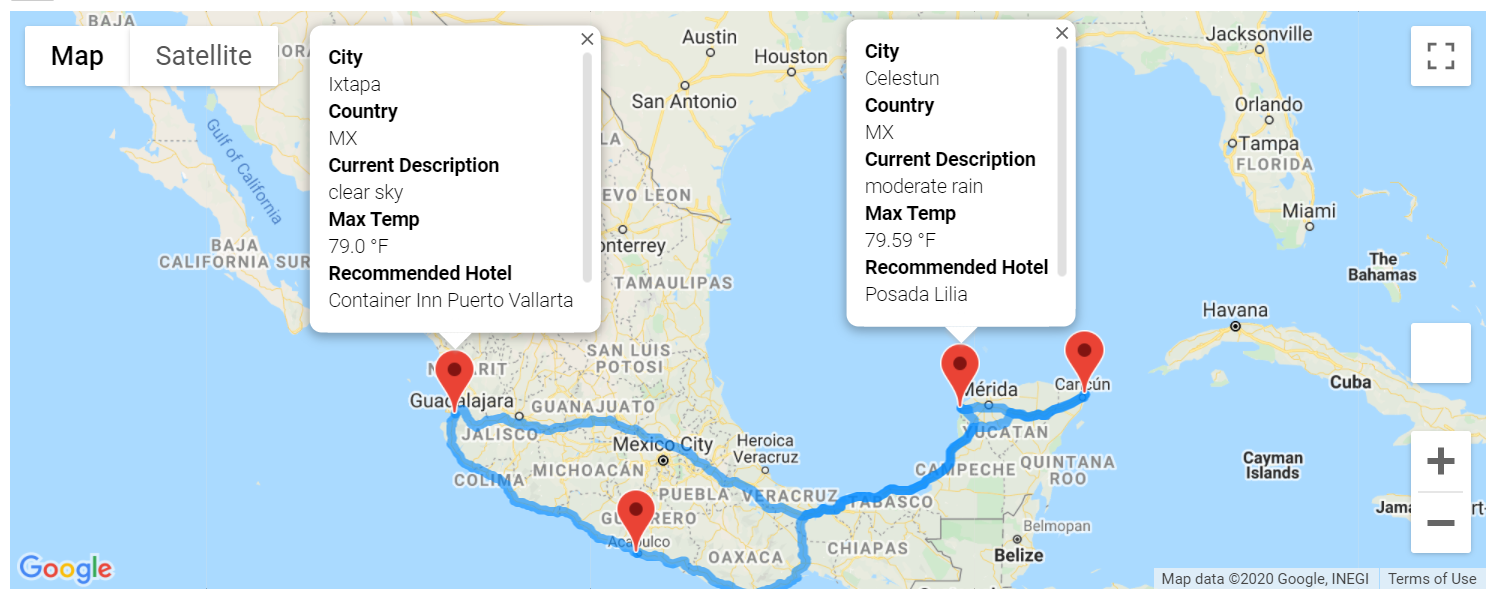 Map
Satellite
City
Ixtapa
Country
MX
Current Description
clear sky
Max Temp
79.0 °F
Recommended Hotel
Container Inn Puerto Vallarta
City
Celestun
Country
MX
Current Description
moderate rain
Max Temp
79.59 °F
Recommended Hotel
Posada Lilia
BAJA
Gulf of California
BAJA
CALIFORNIA SUR
Austin
Houston
San Antonio
Jacksonville
Orlando
Tampa
FLORIDA
Miami
The
Bahamas
Havana
Cuba
Cayman
Islands
EVO LEON
onterrey
TAMAULIPAS
SAN LUIS
POTOSI
Guadalajara
GUANAJUATO
JALISCO
Mexico City
Heroica
Veracruz
MICHOACÁN
COLIMA
PUEBLA
VERACRUZ
GUERRERO
Acapulco
OAXACA
TABASCO
CHIAPAS
CAMPECHE
Mérida
Cancún
YUCATAN
QUINTANA
ROO
Belmopan
Belize
Google
Map data ©2020 Google, INEGI
Terms of Use